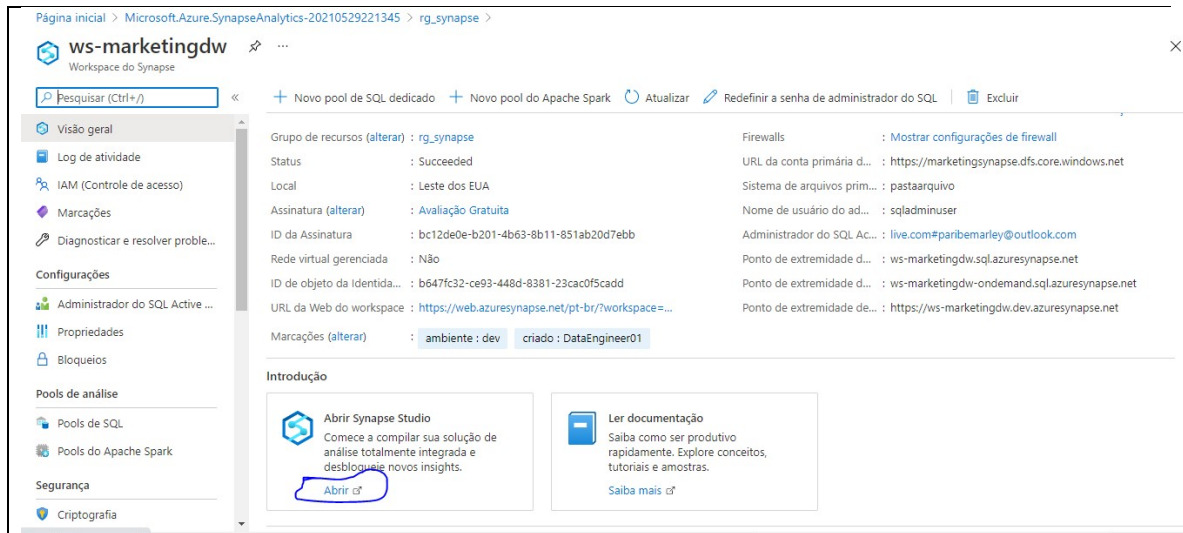 Página inicial > Microsoft.Azure.SynapseAnalytics-20210529221345 > rg_synapse >
ws-marketingdw
Workspace do Synapse
Pesquisar (Ctrl+/)
Visão geral
Log de atividade
IAM (Controle de acesso)
Marcações
Diagnosticar e resolver proble...
Configurações
Administrador do SQL Active ...
Propriedades
Bloqueios
Pools de análise
Pools de SQL
Pools do Apache Spark
Segurança
Criptografia
Novo pool de SQL dedicado Novo pool do Apache Spark Atualizar Redefinir a senha de administrador do SQL Excluir
Grupo de recursos (alterar) : rg_synapse
Status : Succeeded
Local : Leste dos EUA
Assinatura (alterar) : Avaliação Gratuita
ID da Assinatura : bc12de0e-b201-4b63-8b11-851ab20d7ebb
Rede virtual gerenciada : Não
ID de objeto da Identida... : b647fc32-ce93-448d-8381-23cac0f5cadd
URL da Web do workspace : https://web.azuresynapse.net/pt-br/?workspace=...
Marcações (alterar) : ambiente : dev criado : DataEngineer01
Firewalls : Mostrar configurações de firewall
URL da conta primária d... : https://marketingsynapse.dfs.core.windows.net
Sistema de arquivos prim... : pastaarquivo
Nome de usuário do ad... : sqladminuser
Administrador do SQL Ac... : live.com#paribemarley@outlook.com
Ponto de extremidade d... : ws-marketingdw.sql.azuresynapse.net
Ponto de extremidade d... : ws-marketingdw-ondemand.sql.azuresynapse.net
Ponto de extremidade de... : https://ws-marketingdw.dev.azuresynapse.net
Introdução
Abrir Synapse Studio
Comece a compilar sua solução de
análise totalmente integrada e
desbloqueie novos insights.
Abrir
Ler documentação
Saiba como ser produtivo
rapidamente. Explore conceitos,
tutoriais e amostras.
Saiba mais